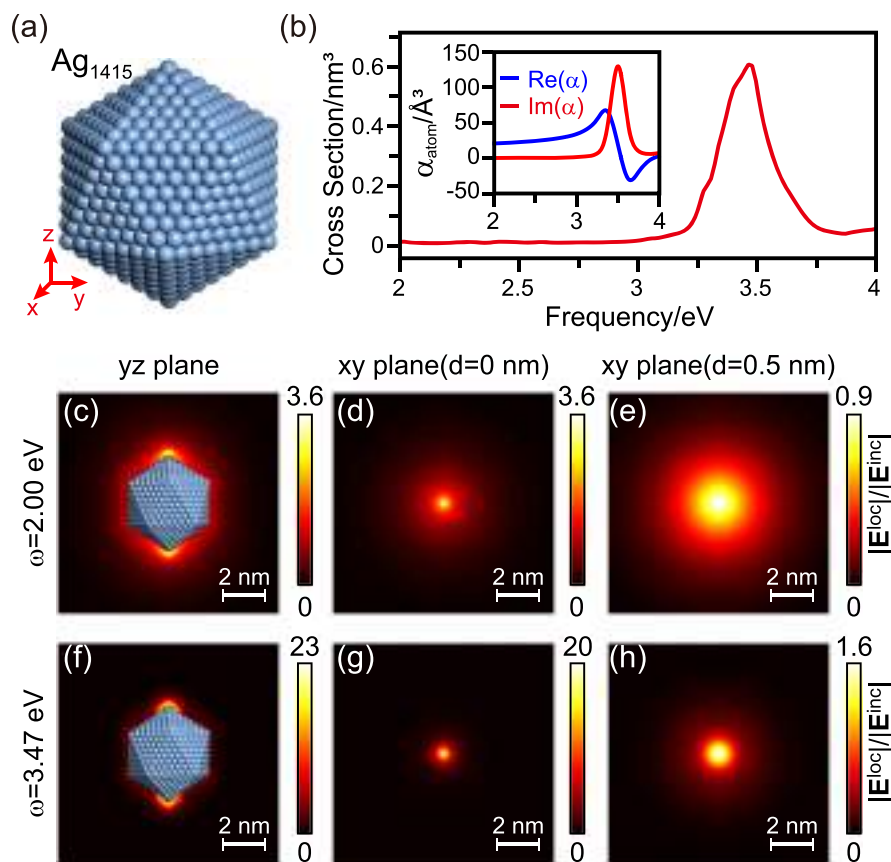 (a)
Ag1415
z
x
y
(b)
Cross Section/nm³
0.6
0.4
0.2
0
2
2.5
3
3.5
4
Frequency/eV
αatom/Å³
150
100
50
0
-50
2
3
4
Re(α)
Im(α)
yz plane
xy plane(d=0 nm)
xy plane(d=0.5 nm)
ω=2.00 eV
(c)
2 nm
3.6
0
(d)
2 nm
3.6
0
(e)
2 nm
0.9
0
|E^loc|/|E^inc|
ω=3.47 eV
(f)
2 nm
23
0
(g)
2 nm
20
0
(h)
2 nm
1.6
0
|E^loc|/|E^inc|